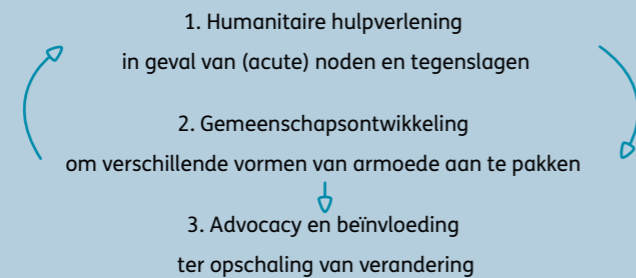 1. Humanitaire hulpverlening
in geval van (acute) noden en tegenslagen
2. Gemeenschapsontwikkeling
om verschillende vormen van armoede aan te pakken
3. Advocacy en beïnvloeding
ter opschaling van verandering